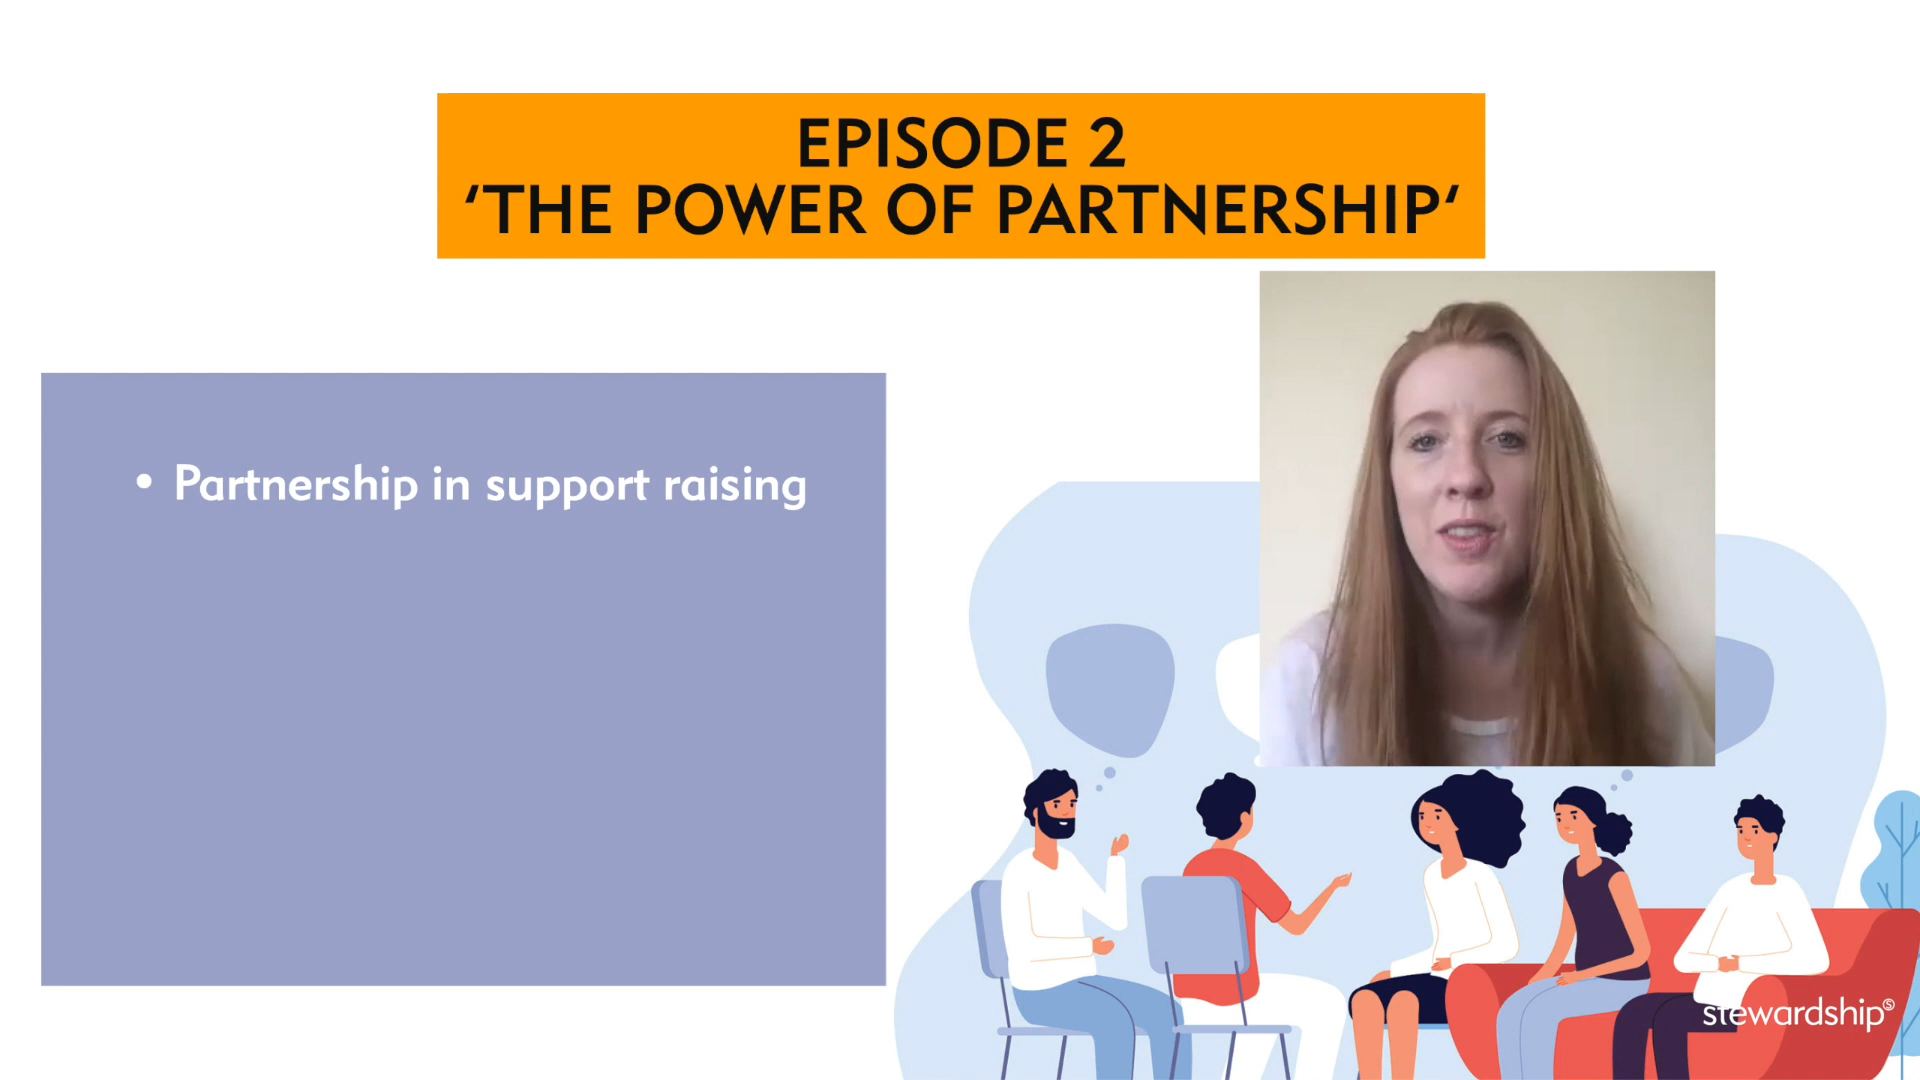 EPISODE 2
‘THE POWER OF PARTNERSHIP‘
• Partnership in support raising
stewardship Ⓢ